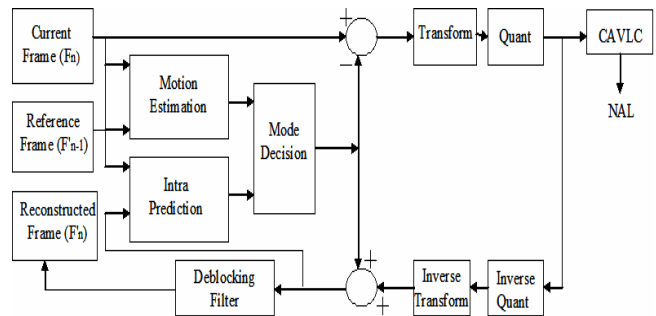 Current
Frame (Fn)
+
−
Transform
Quant
CAVLC
NAL
Motion
Estimation
Reference
Frame (F'n-1)
Mode
Decision
Intra
Prediction
Reconstructed
Frame (F'n)
Deblocking
Filter
+
+
Inverse
Transform
Inverse
Quant